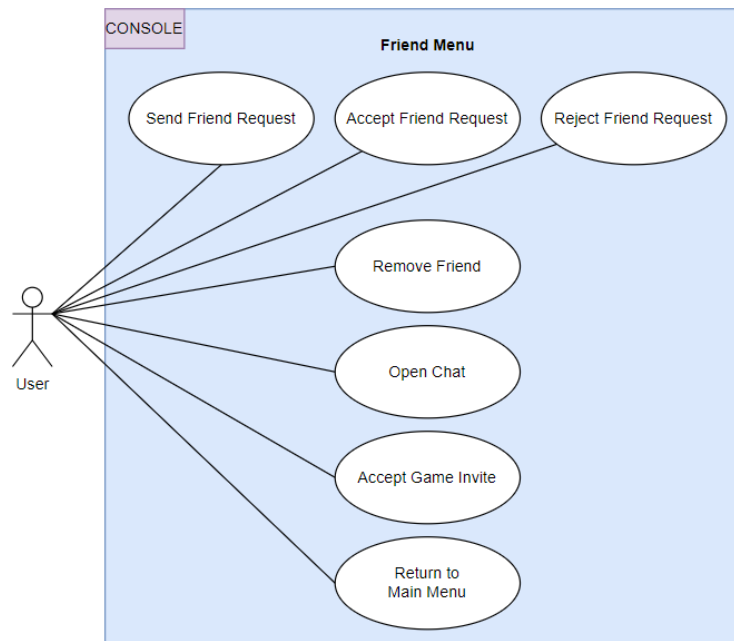 CONSOLE
Friend Menu
Send Friend Request
Accept Friend Request
Reject Friend Request
Remove Friend
User
Open Chat
Accept Game Invite
Return to
Main Menu